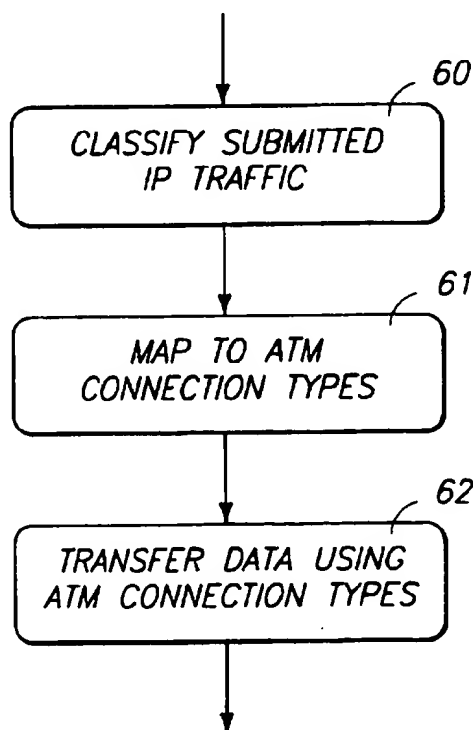 60
CLASSIFY SUBMITTED
IP TRAFFIC
61
MAP TO ATM
CONNECTION TYPES
62
TRANSFER DATA USING
ATM CONNECTION TYPES